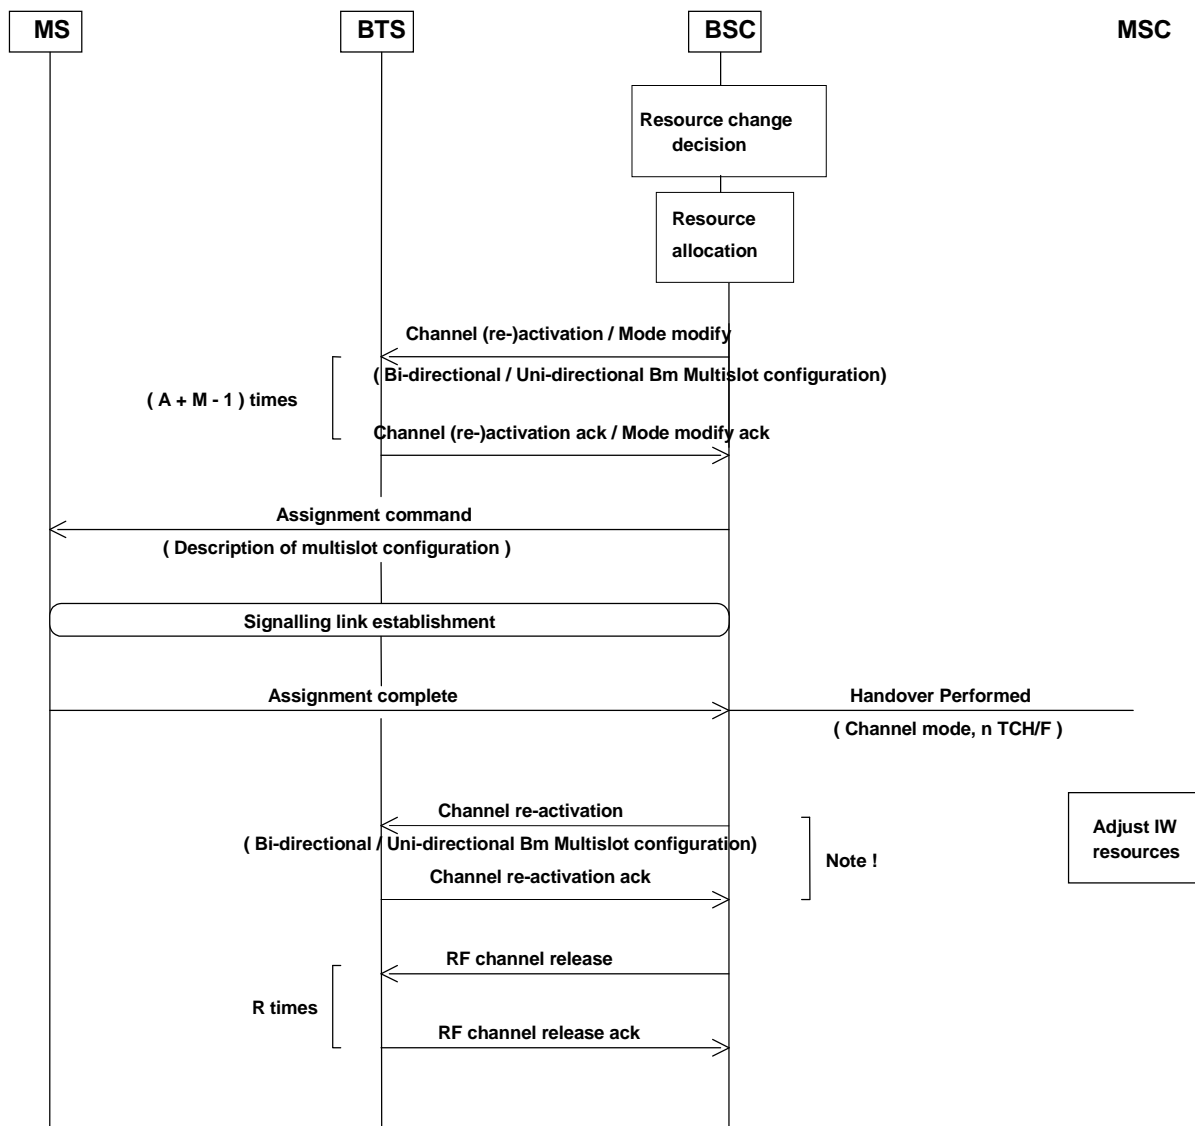 MS
BTS
BSC
MSC
Resource change
decision
Resource
allocation
Channel (re-)activation / Mode modify
( Bi-directional / Uni-directional Bm Multislot configuration)
( A + M - 1 ) times
Channel (re-)activation ack / Mode modify ack
Assignment command
( Description of multislot configuration )
Signalling link establishment
Assignment complete
Handover Performed
( Channel mode, n TCH/F )
Channel re-activation
( Bi-directional / Uni-directional Bm Multislot configuration)
Note !
Adjust IW
resources
Channel re-activation ack
RF channel release
R times
RF channel release ack